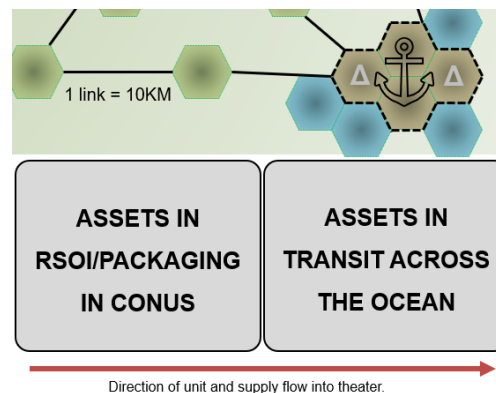 1 link = 10KM
Δ
Δ
ASSETS IN
RSOI/PACKAGING
IN CONUS
ASSETS IN
TRANSIT ACROSS
THE OCEAN
Direction of unit and supply flow into theater.